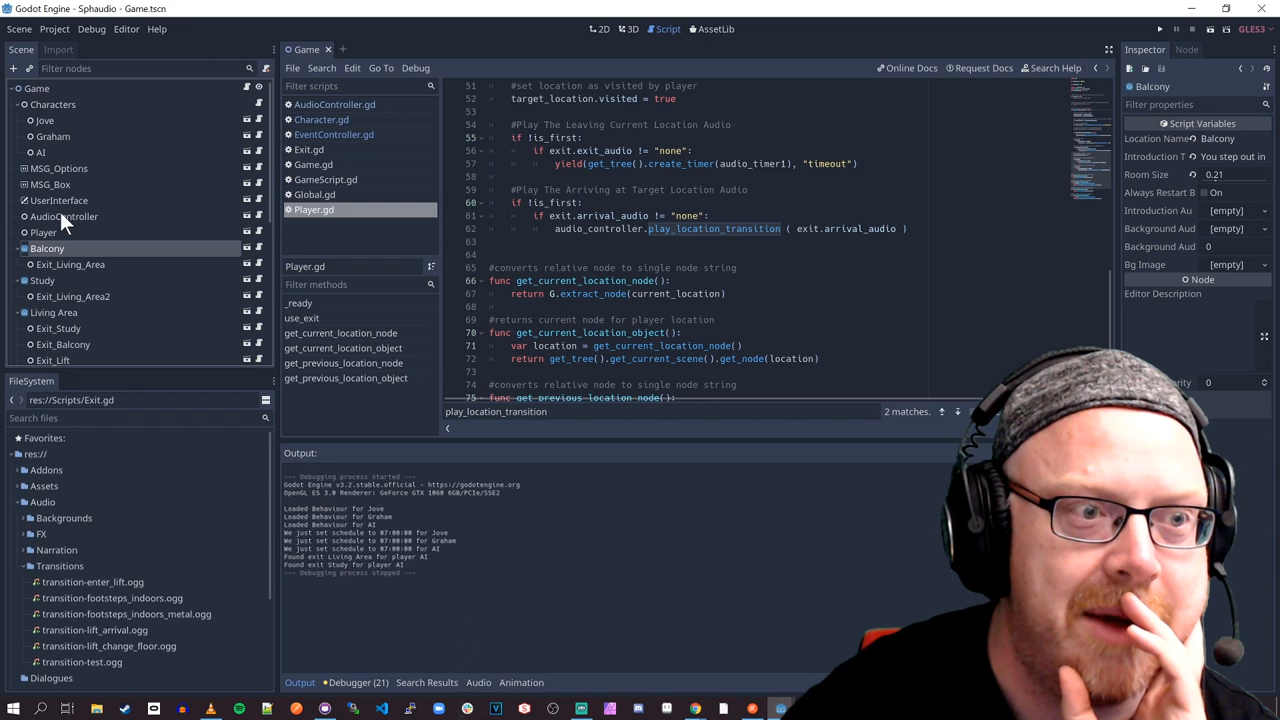 Godot Engine - Sphaudio - Game.tscn
Scene Project Debug Editor Help
2D 3D Script AssetLib
GLES3
Scene Import
Filter nodes
Game
Characters
Jove
Graham
AI
MSG_Options
MSG_Box
UserInterface
AudioController
Player
Balcony
Exit_Living_Area
Study
Exit_Living_Area2
Living Area
Exit_Study
Exit_Balcony
Exit_Lift
FileSystem
res://Scripts/Exit.gd
Search files
Favorites:
res://
Addons
Assets
Audio
Backgrounds
FX
Narration
Transitions
transition-enter_lift.ogg
transition-footsteps_indoors.ogg
transition-footsteps_indoors_metal.ogg
transition-lift_arrival.ogg
transition-lift_change_floor.ogg
transition-test.ogg
Dialogues
Game
File Search Edit Go To Debug
Online Docs Request Docs Search Help
Filter scripts
AudioController.gd
Character.gd
EventController.gd
Exit.gd
Game.gd
GameScript.gd
Global.gd
Player.gd
Player.gd
Filter methods
_ready
use_exit
get_current_location_node
get_current_location_object
get_previous_location_node
get_previous_location_object
51 #set location as visited by player
52 target_location.visited = true
53
54 #Play The Leaving Current Location Audio
55 if !is_first:
56 if exit.exit_audio != "none":
57 yield(get_tree().create_timer(audio_timer1), "timeout")
58
59 #Play The Arriving at Target Location Audio
60 if !is_first:
61 if exit.arrival_audio != "none":
62 audio_controller.play_location_transition ( exit.arrival_audio )
63
64
65 #converts relative node to single node string
66 func get_current_location_node():
67 return G.extract_node(current_location)
68
69 #returns current node for player location
70 func get_current_location_object():
71 var location = get_current_location_node()
72 return get_tree().get_current_scene().get_node(location)
73
74 #converts relative node to single node string
75 func get_previous_location_node():
play_location_transition
2 matches.
Output:
--- Debugging process started ---
Godot Engine v3.2.stable.official - https://godotengine.org
OpenGL ES 3.0 Renderer: GeForce GTX 1060 6GB/PCIe/SSE2
Loaded Behaviour for Jove
Loaded Behaviour for Graham
Loaded Behaviour for AI
We just set schedule to 07:00:00 for Jove
We just set schedule to 07:00:00 for Graham
We just set schedule to 07:00:00 for AI
Found exit Living Area for player AI
Found exit Study for player AI
--- Debugging process stopped ---
Output Debugger (21) Search Results Audio Animation
Inspector Node
Balcony
Filter properties
Script Variables
Location Name Balcony
Introduction T You step out in
Room Size 0.21
Always Restart B On
Introduction Au [empty]
Background Aud [empty]
Background Aud 0
Bg Image [empty]
Node
Editor Description
0